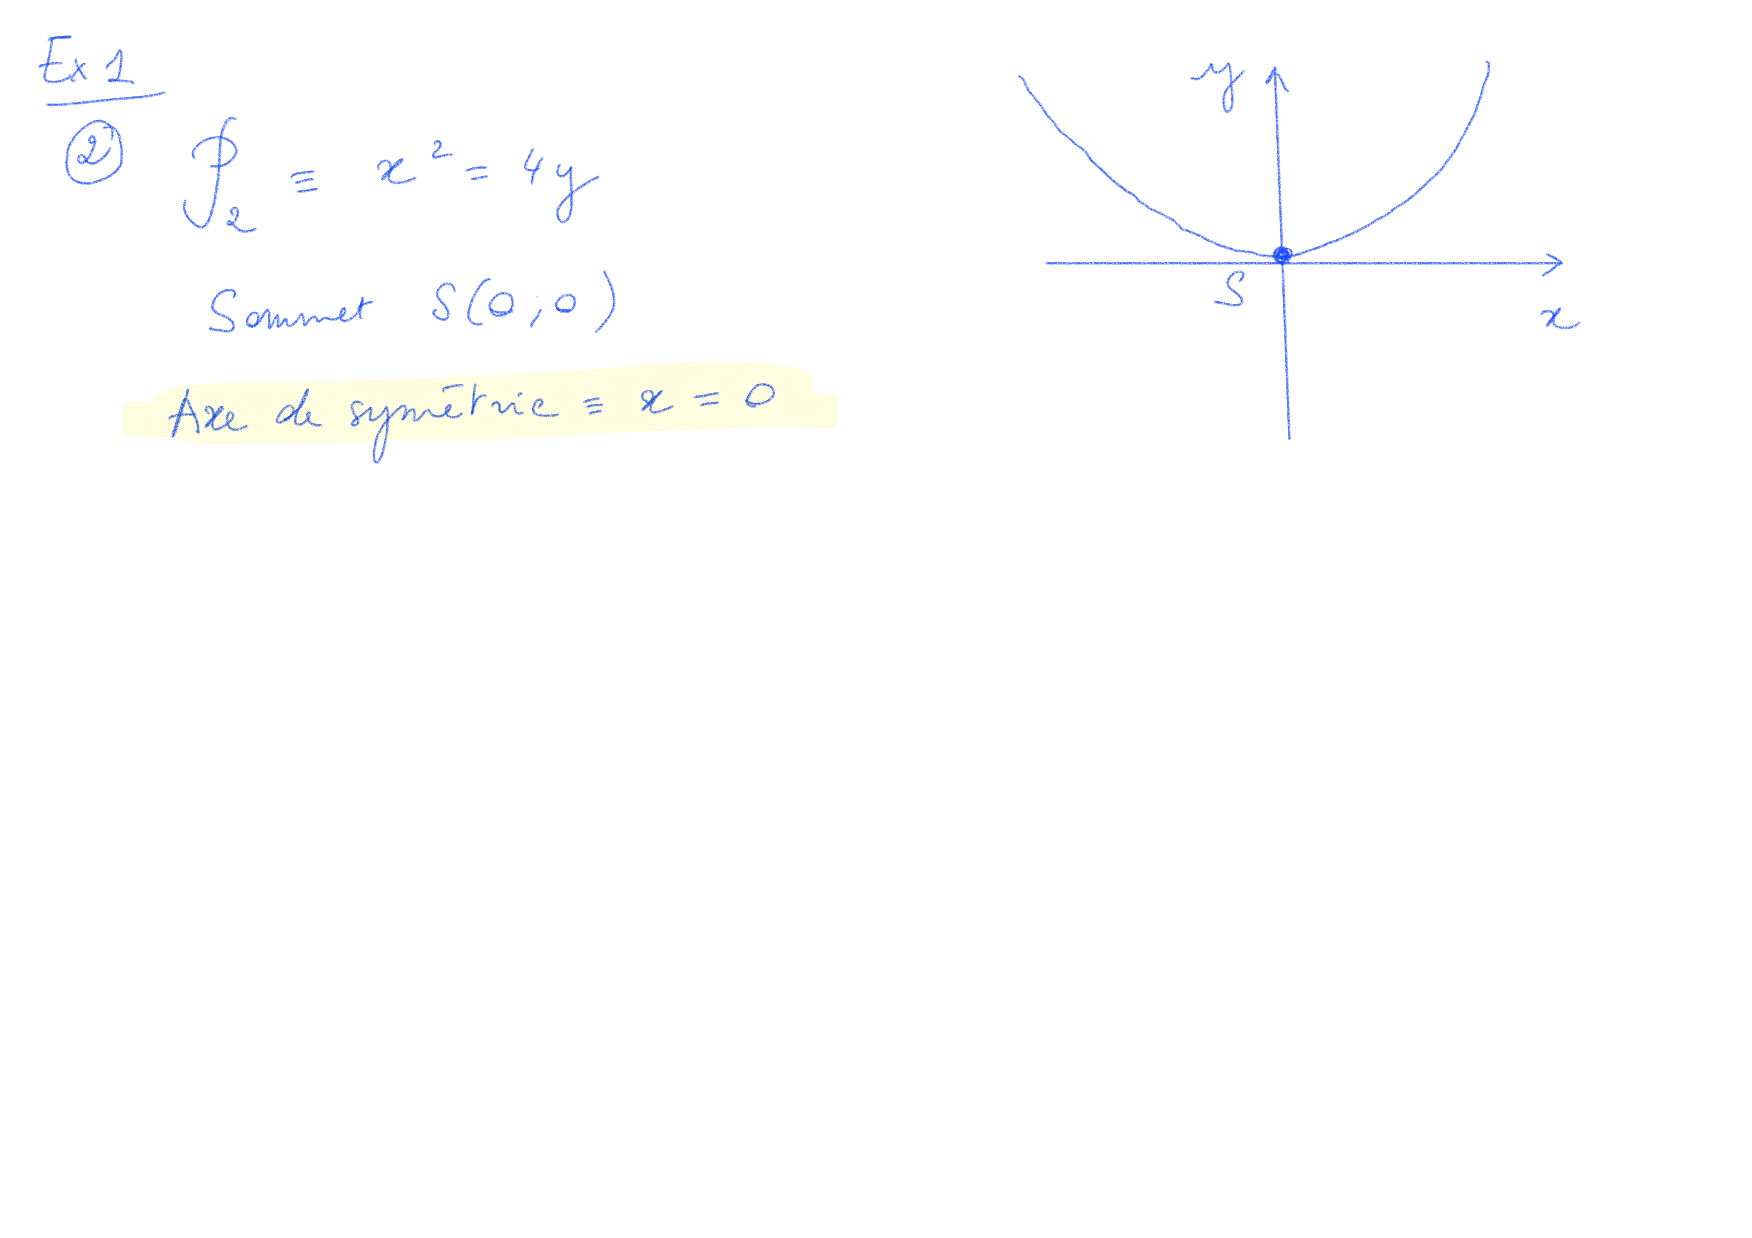 Ex 1
② 𝒫₂ ≡ x² = 4y
Sommet S(0;0)
Axe de symétrie ≡ x = 0
y
S
x